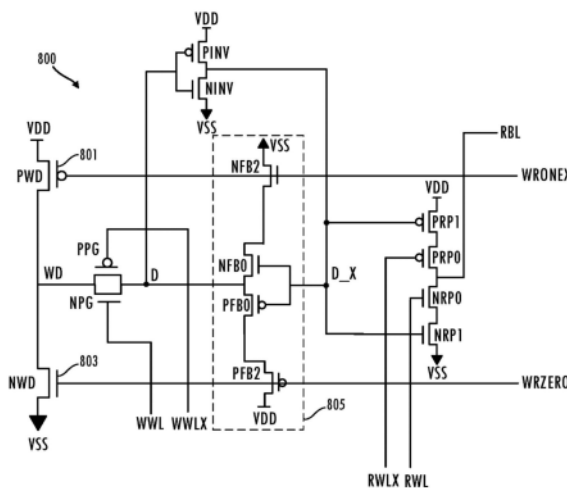 VDD
PINV
800
NINV
VSS
VSS
RBL
VDD
801
PWD
NFB2
WRONEX
VDD
PRP1
PPG
PRP0
WD
D
NFB0
D_X
NPG
PFB0
NRP0
NRP1
803
VSS
NWD
PFB2
WRZERO
VDD
805
VSS
WWL
WWLX
RWLX
RWL